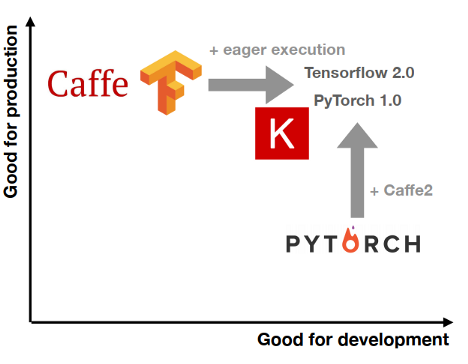 Good for production
Caffe
+ eager execution
Tensorflow 2.0
PyTorch 1.0
K
+ Caffe2
PYTORCH
Good for development